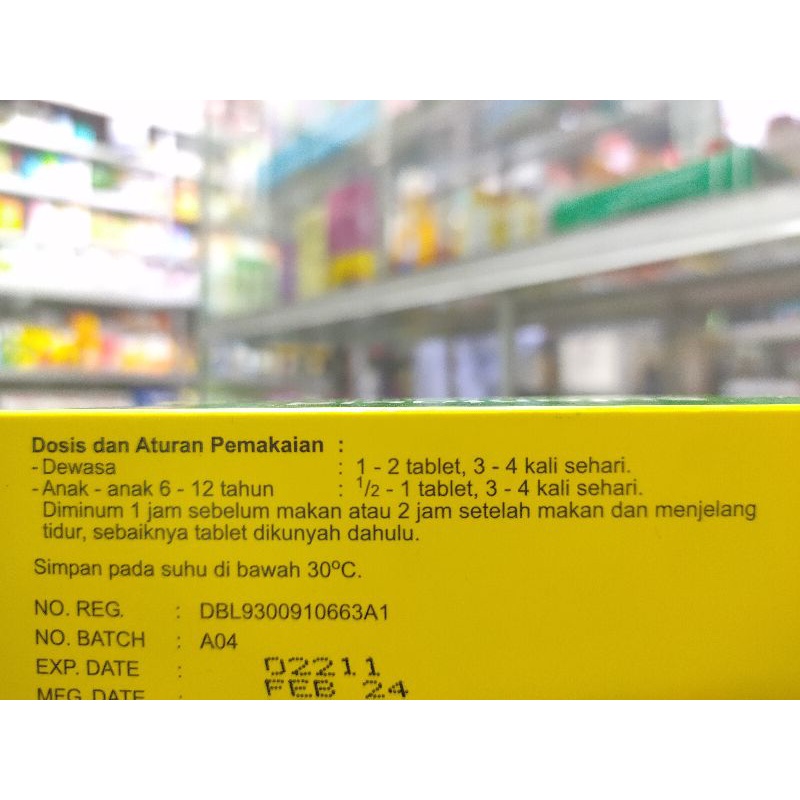 Dosis dan Aturan Pemakaian :
- Dewasa : 1 - 2 tablet, 3 - 4 kali sehari.
- Anak - anak 6 - 12 tahun : 1/2 - 1 tablet, 3 - 4 kali sehari.
Diminum 1 jam sebelum makan atau 2 jam setelah makan dan menjelang
tidur, sebaiknya tablet dikunyah dahulu.
Simpan pada suhu di bawah 30ºC.
NO. REG. : DBL9300910663A1
NO. BATCH : A04
EXP. DATE : D2211
MFG. DATE : FEB 24